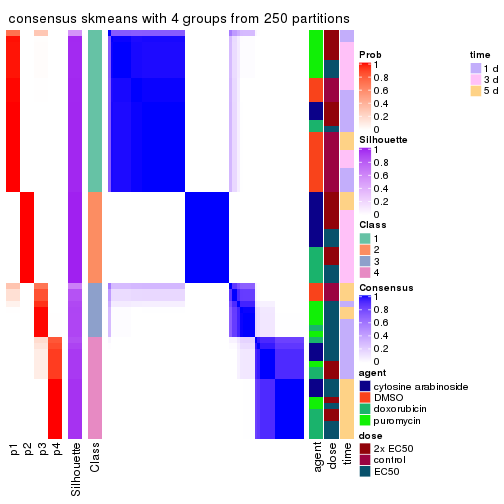 consensus skmeans with 4 groups from 250 partitions
Prob
1
0.8
0.6
0.4
0.2
0
Silhouette
1
0.8
0.6
0.4
0.2
0
Class
1
2
3
4
Consensus
1
0.8
0.6
0.4
0.2
0
agent
cytosine arabinoside
DMSO
doxorubicin
puromycin
dose
2x EC50
control
EC50
time
1 d
3 d
5 d
p1
p2
p3
p4
Silhouette
Class
agent
dose
time